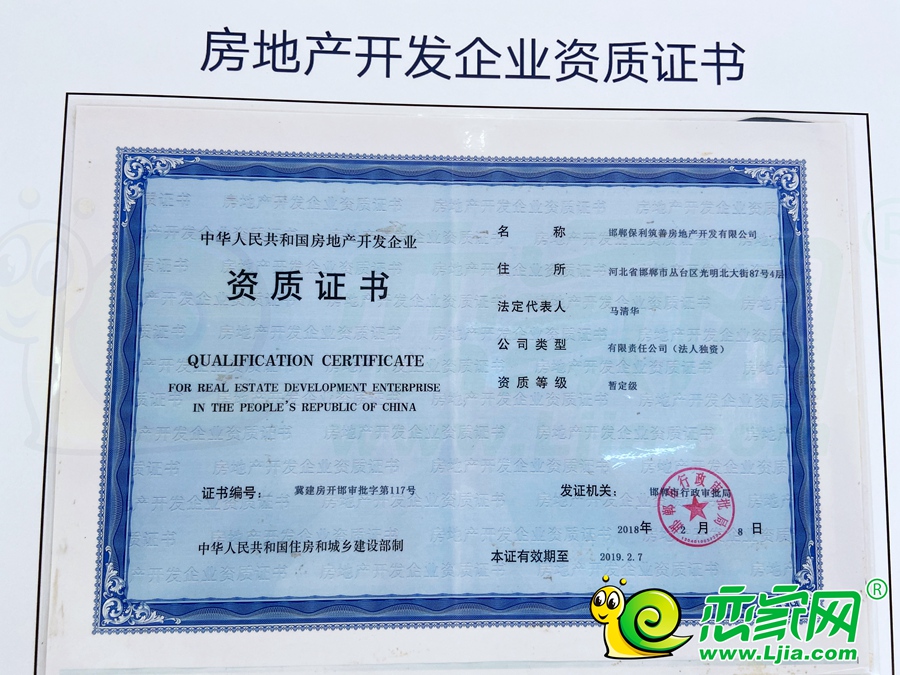 房地产开发企业资质证书
中华人民共和国房地产开发企业
资质证书
QUALIFICATION CERTIFICATE
FOR REAL ESTATE DEVELOPMENT ENTERPRISE
IN THE PEOPLE'S REPUBLIC OF CHINA
证书编号： 冀建房开邯审批字第117号
中华人民共和国住房和城乡建设部制
名 称 邯郸保利筑善房地产开发有限公司
住 所 河北省邯郸市丛台区光明北大街87号4层
法定代表人 马清华
公司类型 有限责任公司（法人独资）
资质等级 暂定级
发证机关： 邯郸市行政审批局
2018年 2 月 8 日
本证有效期至 2019.2.7
恋家网®
www.Ljia.com